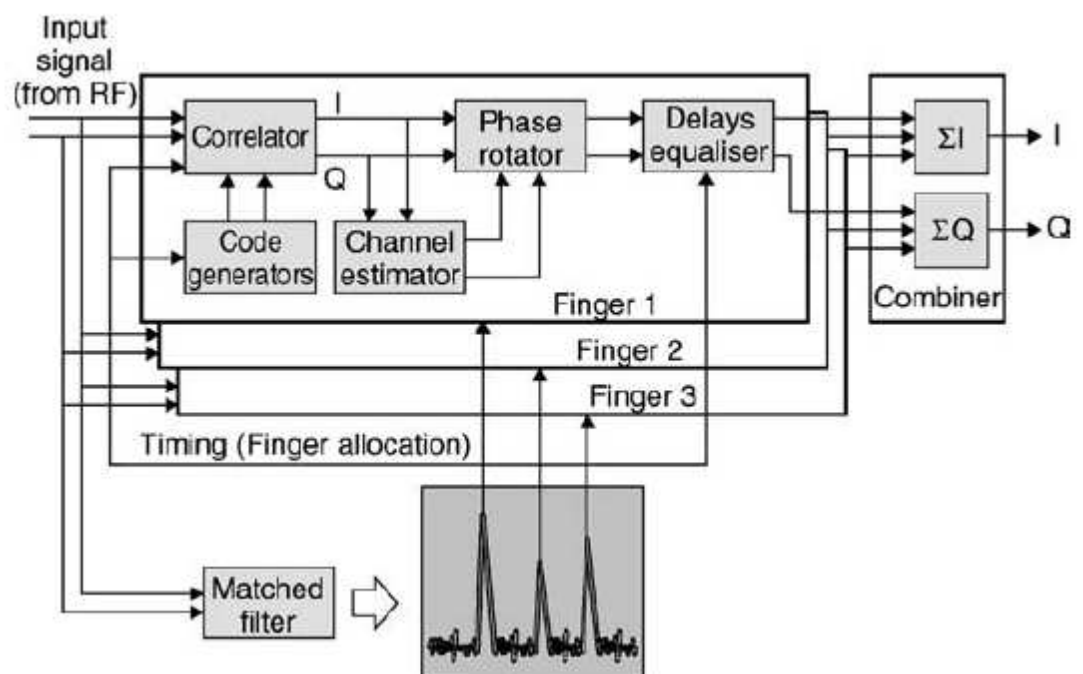 Input
signal
(from RF)
Correlator
I
Q
Phase
rotator
Delays
equaliser
ΣI
I
ΣQ
Q
Combiner
Code
generators
Channel
estimator
Finger 1
Finger 2
Finger 3
Timing (Finger allocation)
Matched
filter